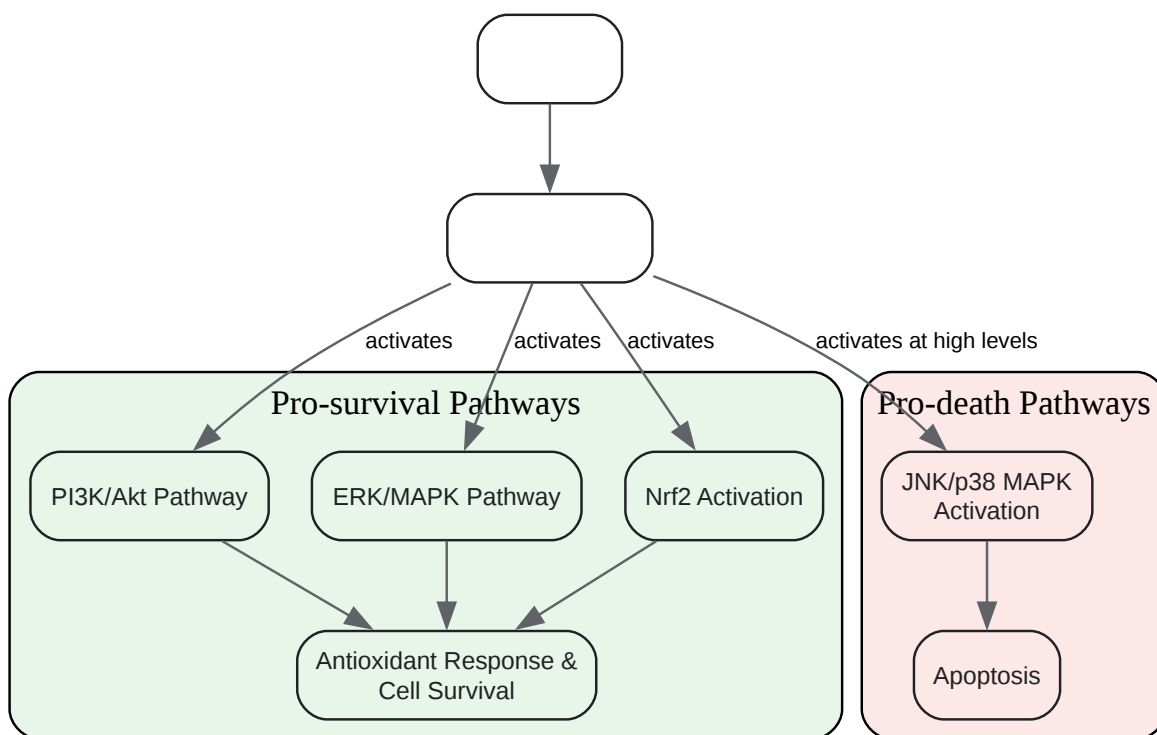 activates
activates
activates
activates at high levels
Pro-survival Pathways
Pro-death Pathways
PI3K/Akt Pathway
ERK/MAPK Pathway
Nrf2 Activation
JNK/p38 MAPK
Activation
Antioxidant Response &
Cell Survival
Apoptosis